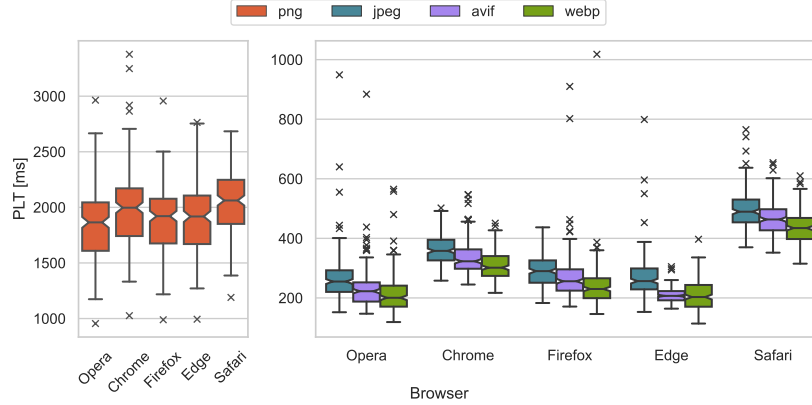 png jpeg avif webp
PLT [ms]
3000
2500
2000
1500
1000
Opera Chrome Firefox Edge Safari
1000
800
600
400
200
Opera Chrome Firefox Edge Safari
Browser